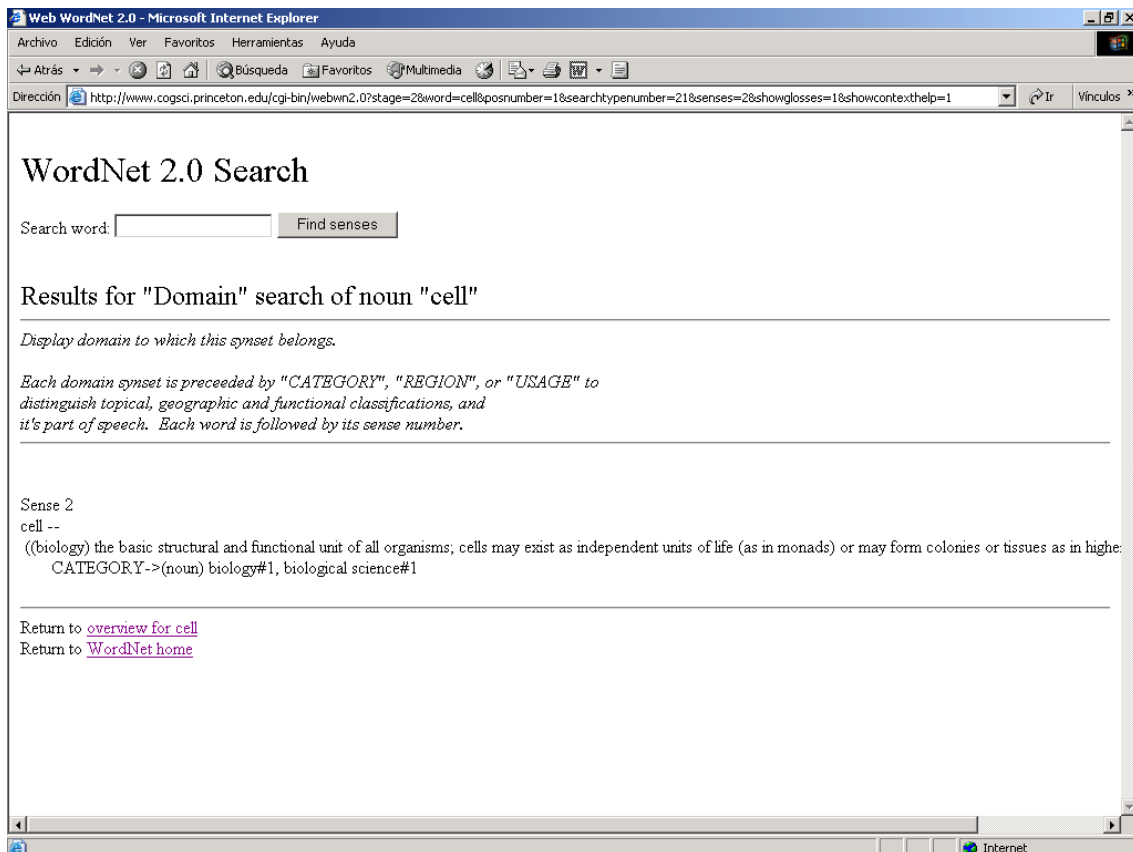 Web WordNet 2.0 - Microsoft Internet Explorer
Archivo Edición Ver Favoritos Herramientas Ayuda
Atrás Búsqueda Favoritos Multimedia
Dirección http://www.cogsci.princeton.edu/cgi-bin/webwn2.0?stage=2&word=cell&posnumber=1&searchtypenumber=21&senses=2&showglosses=1&showcontexthelp=1 Ir Vínculos »
WordNet 2.0 Search
Search word: Find senses
Results for "Domain" search of noun "cell"
Display domain to which this synset belongs.
Each domain synset is preceeded by "CATEGORY", "REGION", or "USAGE" to
distinguish topical, geographic and functional classifications, and
it's part of speech. Each word is followed by its sense number.
Sense 2
cell --
((biology) the basic structural and functional unit of all organisms; cells may exist as independent units of life (as in monads) or may form colonies or tissues as in highe
CATEGORY->(noun) biology#1, biological science#1
Return to overview for cell
Return to WordNet home
Internet